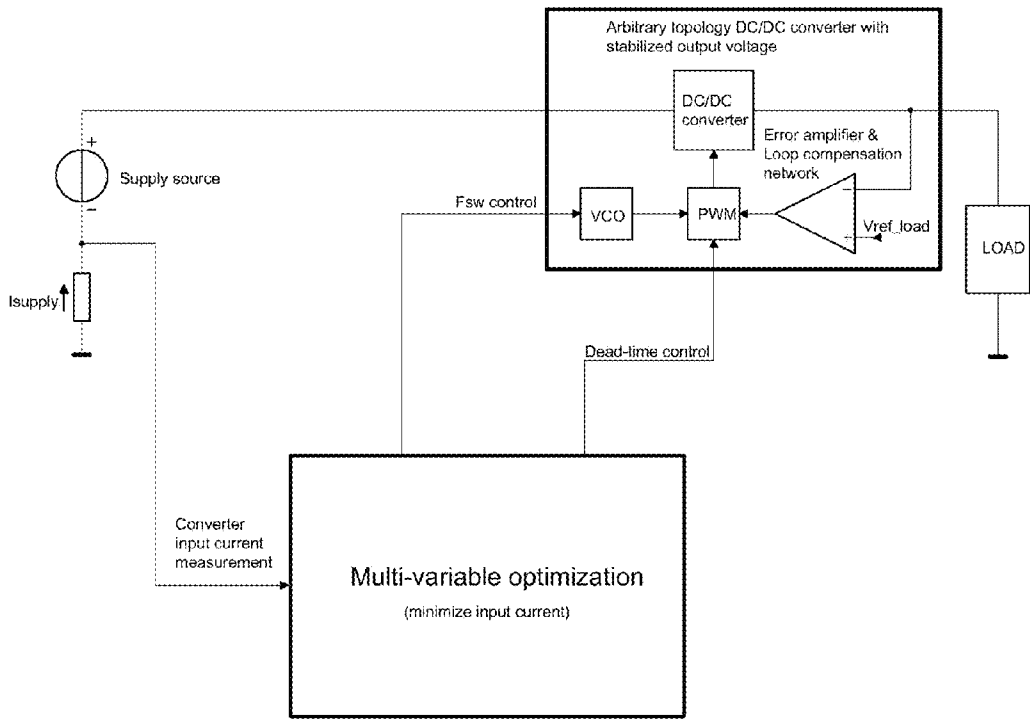 Arbitrary topology DC/DC converter with
stabilized output voltage
DC/DC
converter
Error amplifier &
Loop compensation
network
+
Supply source
−
Fsw control
VCO
PWM
−
+
Vref_load
LOAD
Isupply
Dead-time control
Converter
input current
measurement
Multi-variable optimization
(minimize input current)